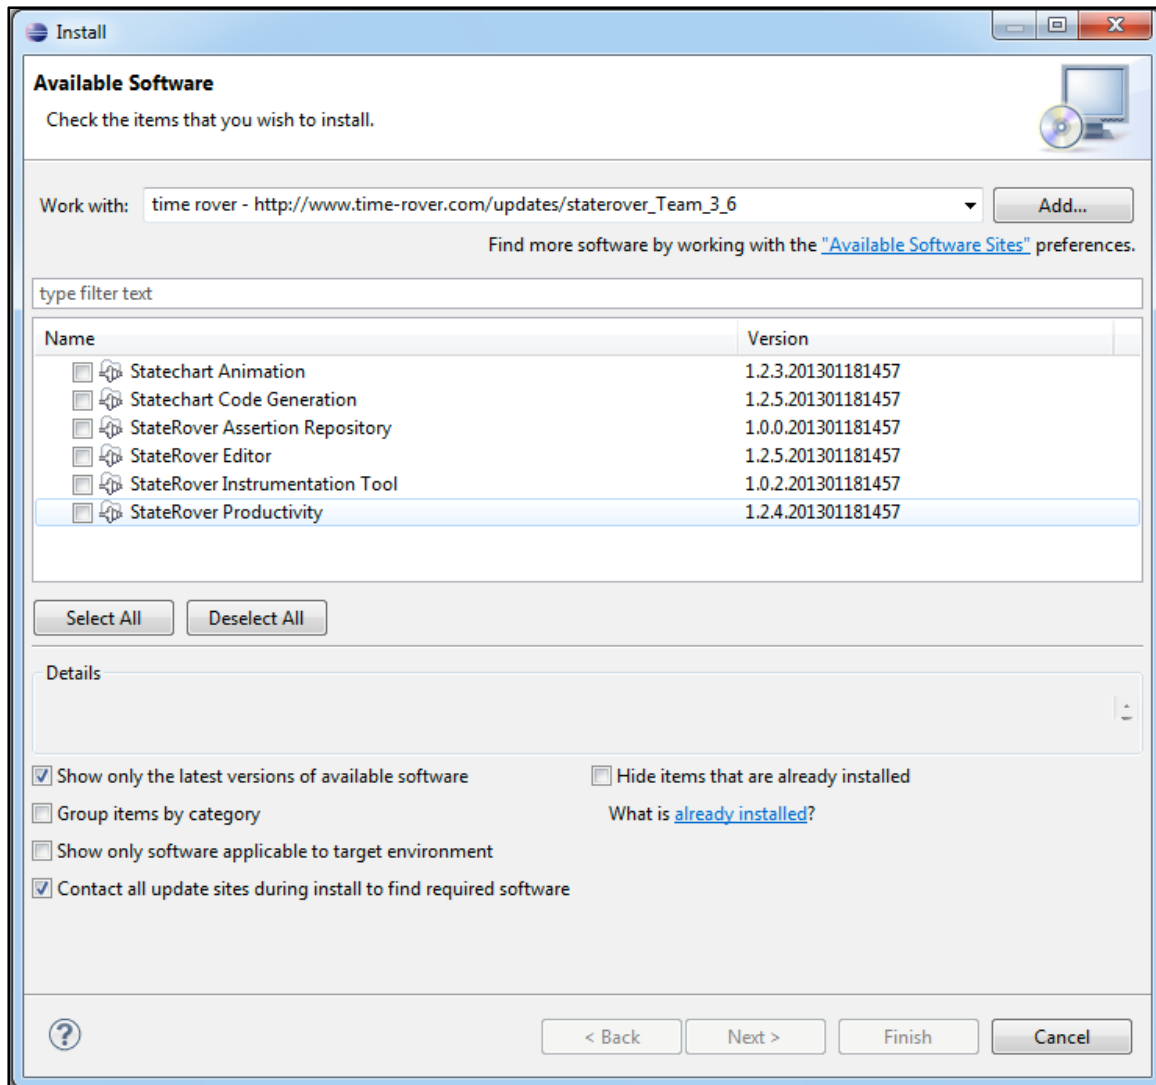 Install
Available Software
Check the items that you wish to install.
Work with: time rover - http://www.time-rover.com/updates/staterover_Team_3_6 Add...
Find more software by working with the "Available Software Sites" preferences.
type filter text
Name Version
Statechart Animation 1.2.3.201301181457
Statechart Code Generation 1.2.5.201301181457
StateRover Assertion Repository 1.0.0.201301181457
StateRover Editor 1.2.5.201301181457
StateRover Instrumentation Tool 1.0.2.201301181457
StateRover Productivity 1.2.4.201301181457
Select All Deselect All
Details
Show only the latest versions of available software Hide items that are already installed
Group items by category What is already installed?
Show only software applicable to target environment
Contact all update sites during install to find required software
? < Back Next > Finish Cancel